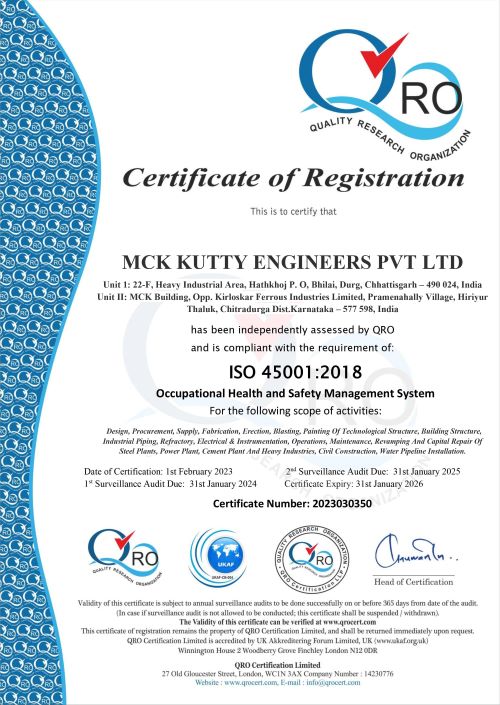 QRO
QUALITY RESEARCH ORGANIZATION
Certificate of Registration
This is to certify that
MCK KUTTY ENGINEERS PVT LTD
Unit 1: 22-F, Heavy Industrial Area, Hathkhoj P. O, Bhilai, Durg, Chhattisgarh – 490 024, India
Unit II: MCK Building, Opp. Kirloskar Ferrous Industries Limited, Pramenahally Village, Hiriyur
Thaluk, Chitradurga Dist.Karnataka – 577 598, India
has been independently assessed by QRO
and is compliant with the requirement of:
ISO 45001:2018
Occupational Health and Safety Management System
For the following scope of activities:
Design, Procurement, Supply, Fabrication, Erection, Blasting, Painting Of Technological Structure, Building Structure,
Industrial Piping, Refractory, Electrical & Instrumentation, Operations, Maintenance, Revamping And Capital Repair Of
Steel Plants, Power Plant, Cement Plant And Heavy Industries, Civil Construction, Water Pipeline Installation.
Date of Certification: 1st February 2023 2nd Surveillance Audit Due: 31st January 2025
1st Surveillance Audit Due: 31st January 2024 Certificate Expiry: 31st January 2026
Certificate Number: 2023030350
QRO
QUALITY RESEARCH ORGANIZATION
UKAF
UKAF-CB-001
QUALITY RESEARCH ORGANIZATION
QRO
QRO Certification LLP
Head of Certification
Validity of this certificate is subject to annual surveillance audits to be done successfully on or before 365 days from date of the audit.
(In case if surveillance audit is not allowed to be conducted; this certificate shall be suspended / withdrawn).
The Validity of this certificate can be verified at www.qrocert.com
This certificate of registration remains the property of QRO Certification Limited, and shall be returned immediately upon request.
QRO Certification Limited is accredited by UK Akkreditering Forum Limited, UK (www.ukaf.org.uk)
Winnington House 2 Woodberry Grove Finchley London N12 0DR
QRO Certification Limited
27 Old Gloucester Street, London, WC1N 3AX Company Number : 14230776
Website : www.qrocert.com, E-mail : info@qrocert.com